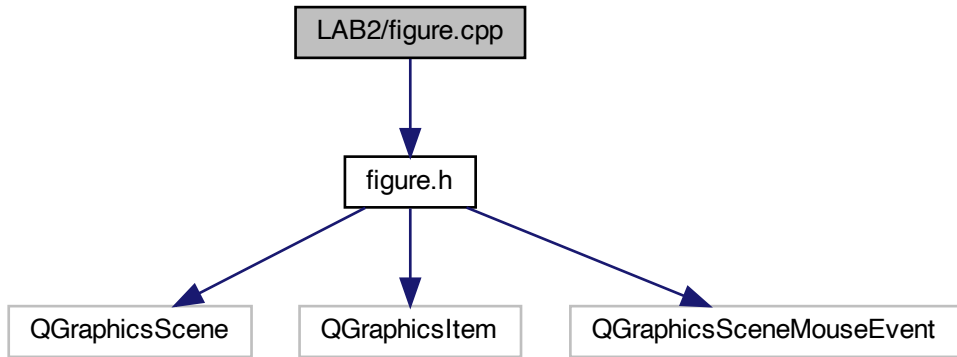 LAB2/figure.cpp
figure.h
QGraphicsScene
QGraphicsItem
QGraphicsSceneMouseEvent